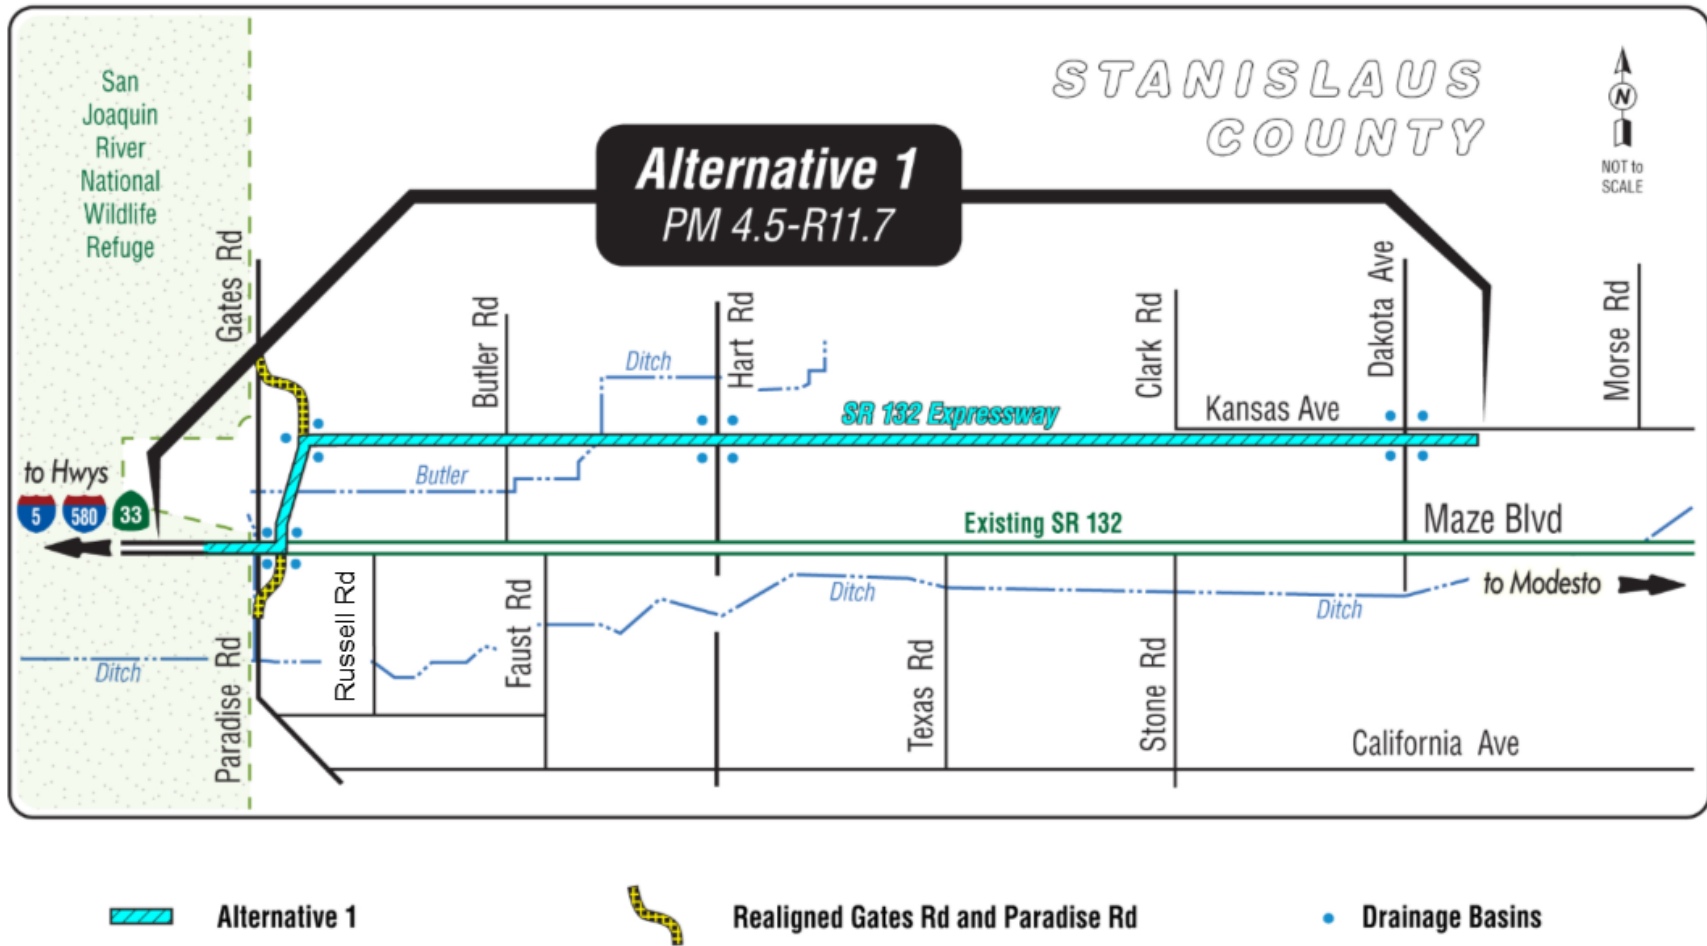 STANISLAUS
COUNTY
N
NOT to
SCALE
San
Joaquin
River
National
Wildlife
Refuge
Alternative 1
PM 4.5-R11.7
Gates Rd
Butler Rd
Hart Rd
Clark Rd
Dakota Ave
Morse Rd
Ditch
Kansas Ave
SR 132 Expressway
to Hwys
5
580
33
Butler
Existing SR 132
Maze Blvd
to Modesto
Ditch
Ditch
Ditch
Paradise Rd
Russell Rd
Faust Rd
Texas Rd
Stone Rd
California Ave
Alternative 1
Realigned Gates Rd and Paradise Rd
Drainage Basins